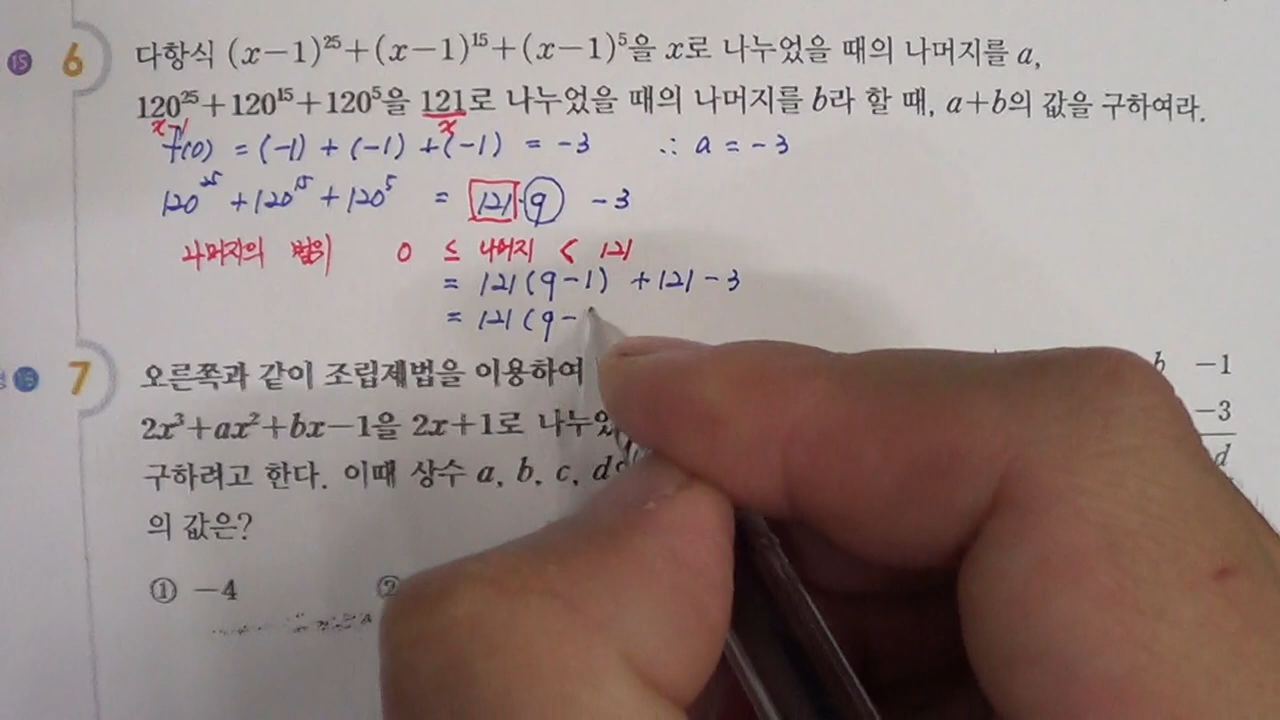 15 6 다항식 (x−1)²⁵+(x−1)¹⁵+(x−1)⁵을 x로 나누었을 때의 나머지를 a,
120²⁵+120¹⁵+120⁵을 121로 나누었을 때의 나머지를 b라 할 때, a+b의 값을 구하여라.
x-1 x
f(0) = (-1) + (-1) + (-1) = -3 ∴ a = -3
120²⁵ + 120¹⁵ + 120⁵ = 121·q - 3
나머지의 범위 0 ≤ 나머지 < 121
= 121(q-1) + 121 - 3
= 121(q-
7 오른쪽과 같이 조립제법을 이용하여 b −1
2x³+ax²+bx−1을 2x+1로 −3
구하려고 한다. 이때 상수 a, b, c, d d
의 값은?
① −4 ②